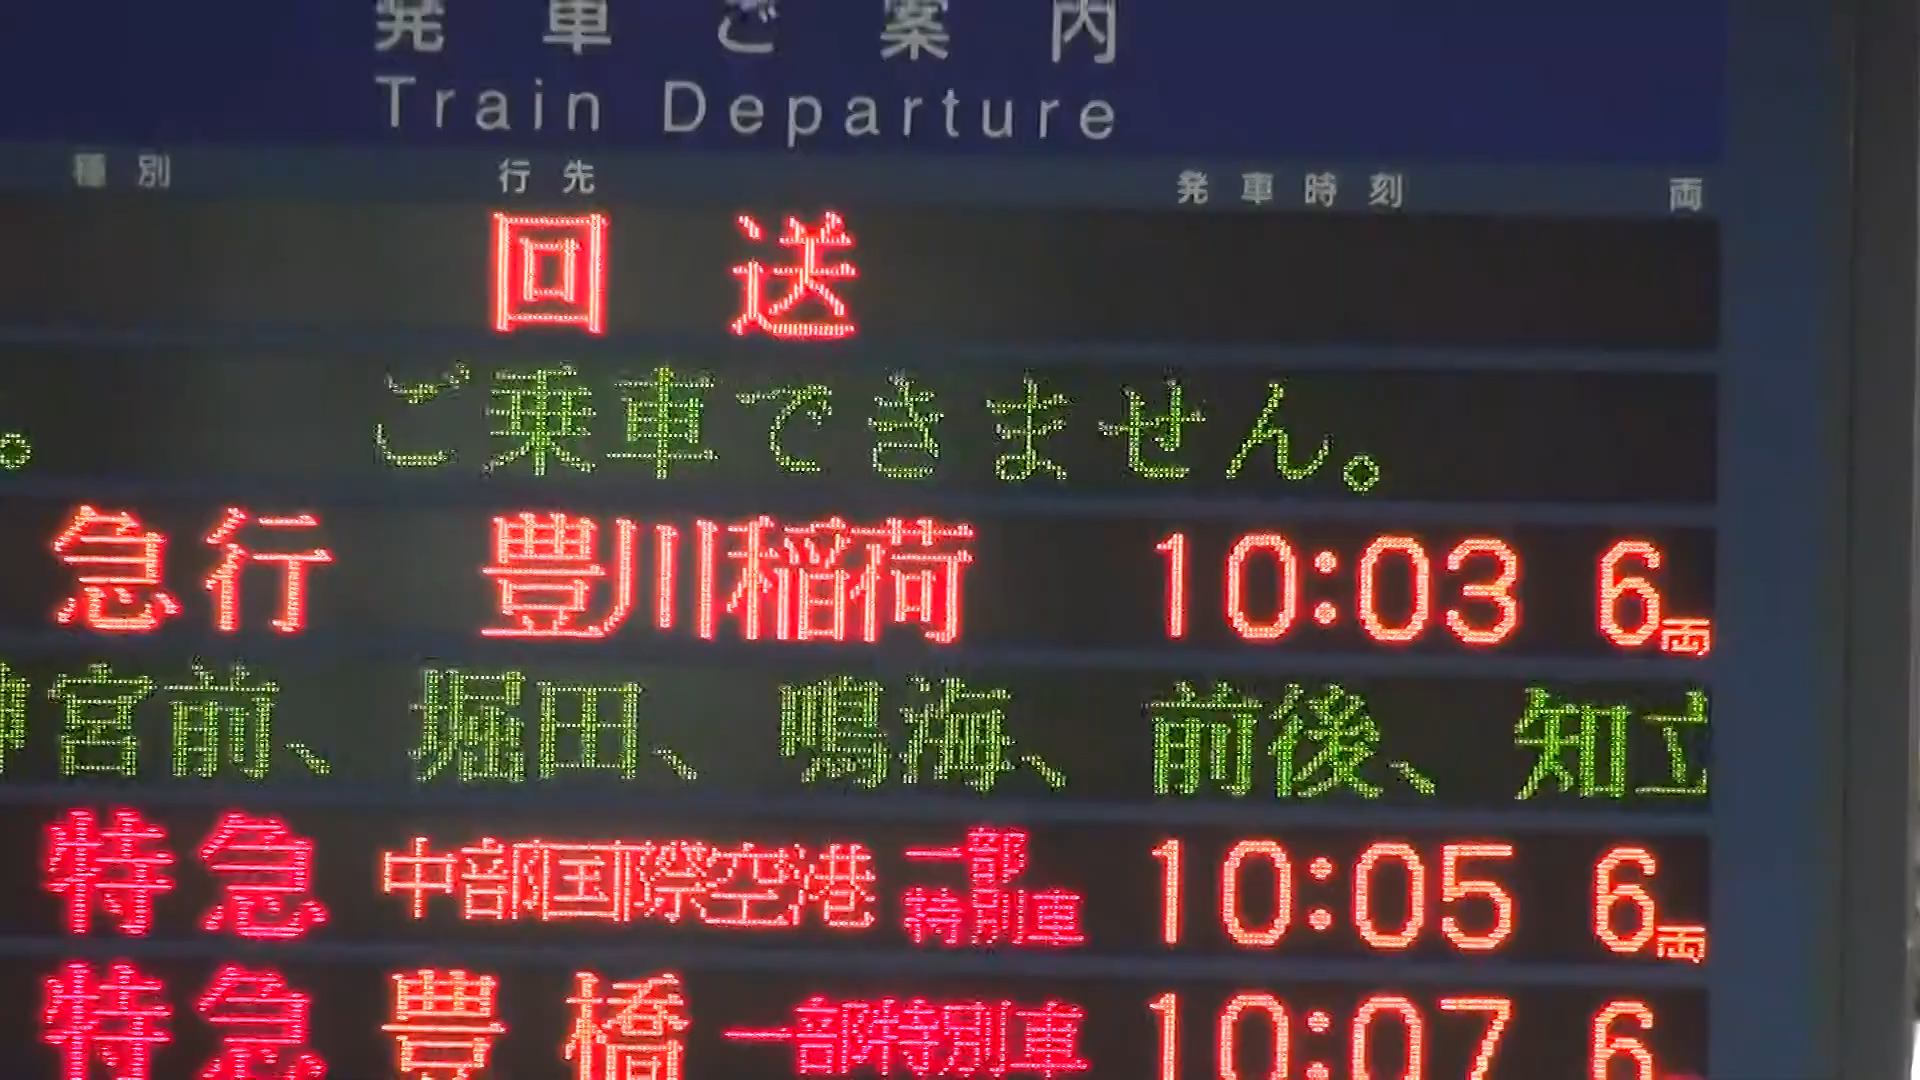 発車ご案内
Train Departure
種別 行先 発車時刻 両
回送
。 ご乗車できません。
急行 豊川稲荷 10:03 6両
神宮前、堀田、鳴海、前後、知立
特急 中部国際空港 一部特別車 10:05 6両
特急 豊橋 一部特別車 10:07 6